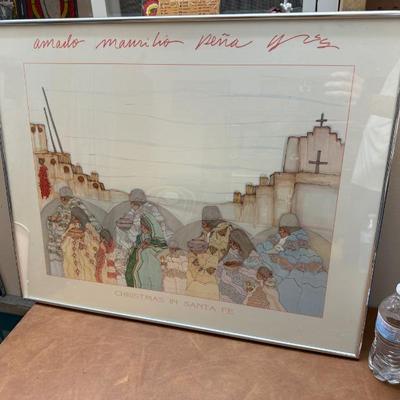 amado maurilio peña
CHRISTMAS IN SANTA FE